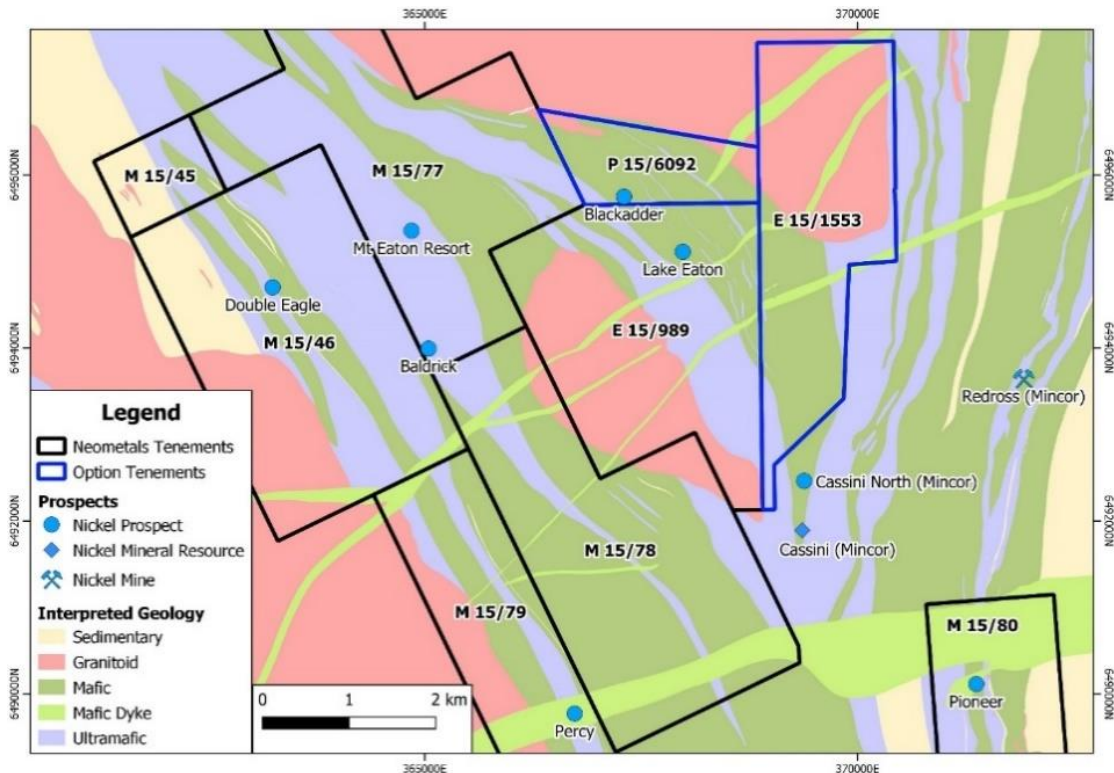 365000E
370000E
6496000N
6496000N
M 15/45
M 15/77
P 15/6092
Blackadder
E 15/1553
Mt Eaton Resort
Lake Eaton
Double Eagle
M 15/46
E 15/989
6494000N
Baldrick
Redross (Mincor)
Legend
Neometals Tenements
Option Tenements
Prospects
Nickel Prospect
Nickel Mineral Resource
Nickel Mine
Interpreted Geology
Sedimentary
Granitoid
Mafic
Mafic Dyke
Ultramafic
6494000N
Cassini North (Mincor)
6492000N
6492000N
Cassini (Mincor)
M 15/78
M 15/79
M 15/80
6490000N
6490000N
0 1 2 km
Percy
Pioneer
365000E
370000E